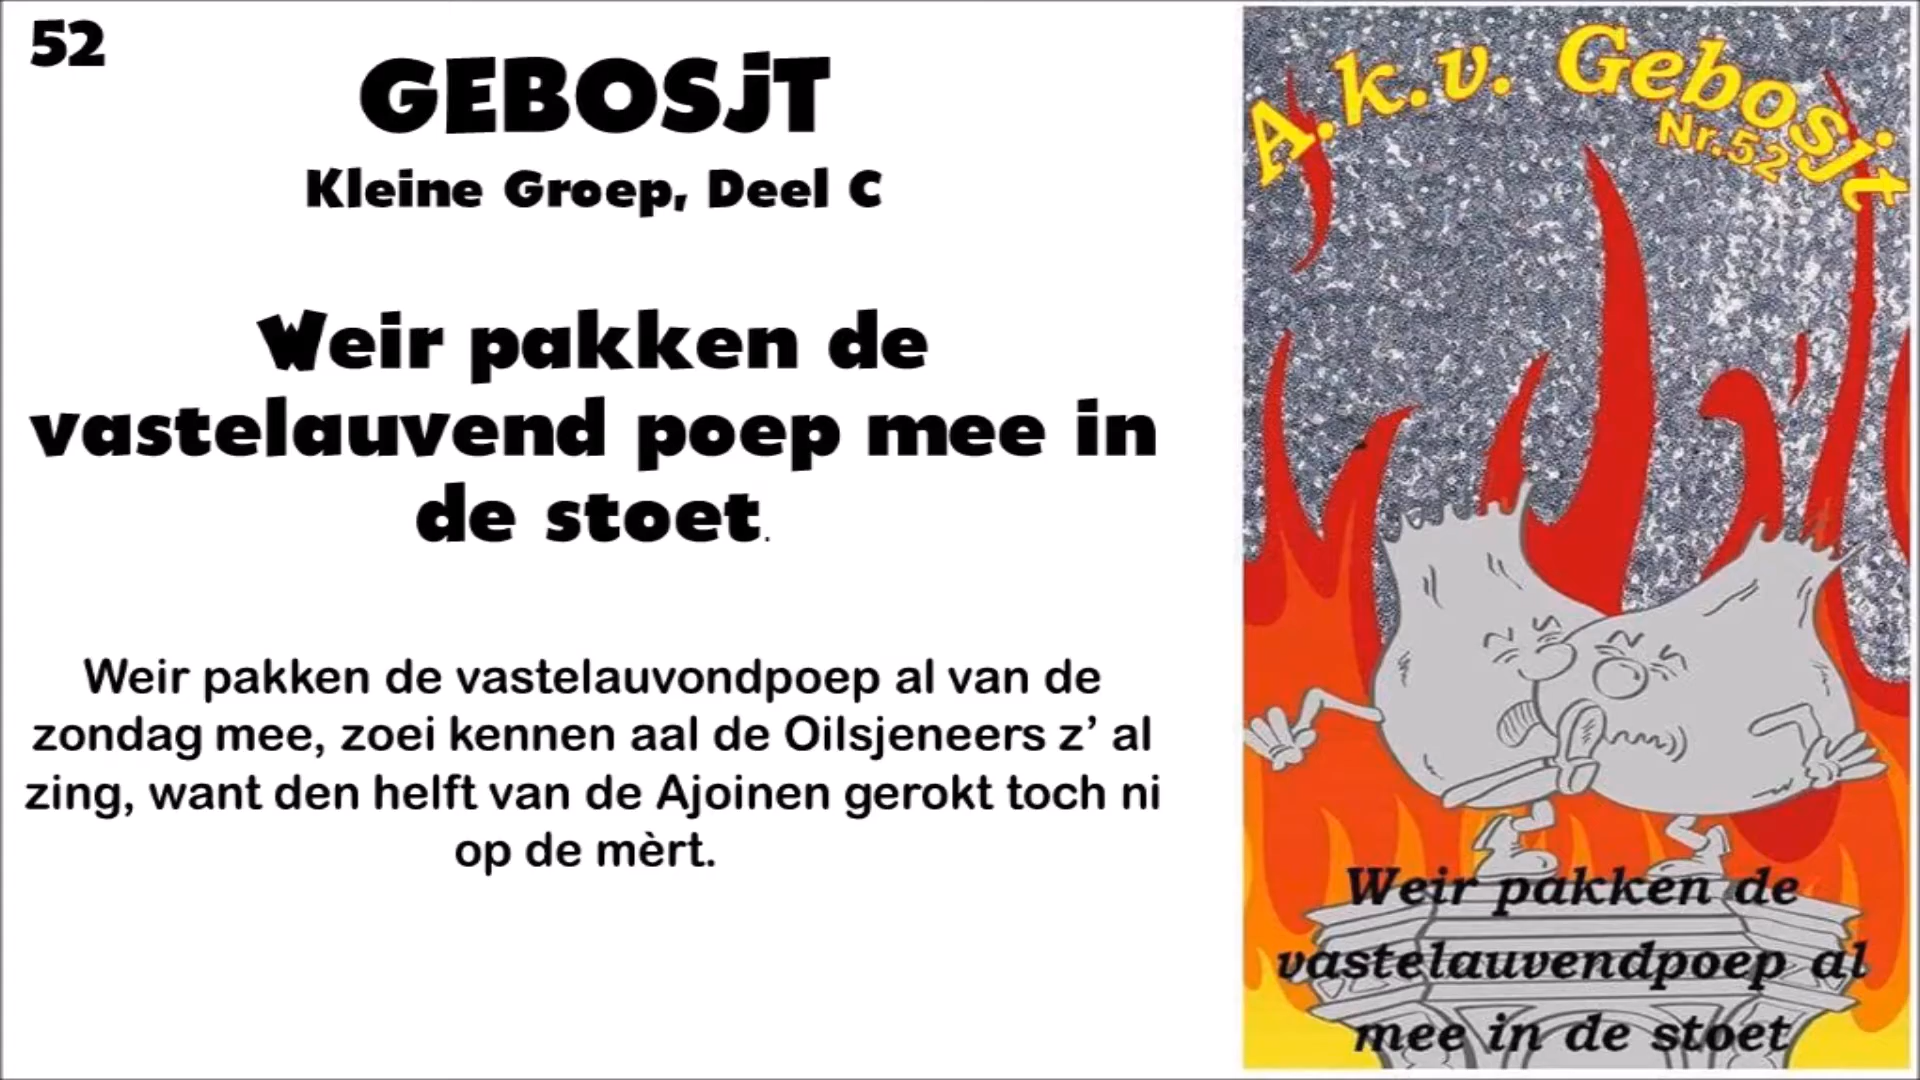 52
GEBOSjT
Kleine Groep, Deel C
Weir pakken de
vastelauvend poep mee in
de stoet.
Weir pakken de vastelauvondpoep al van de
zondag mee, zoei kennen aal de Oilsjeneers z’ al
zing, want den helft van de Ajoinen gerokt toch ni
op de mèrt.
A.k.v. Gebosjt
Nr.52
Weir pakken de
vastelauvendpoep al
mee in de stoet